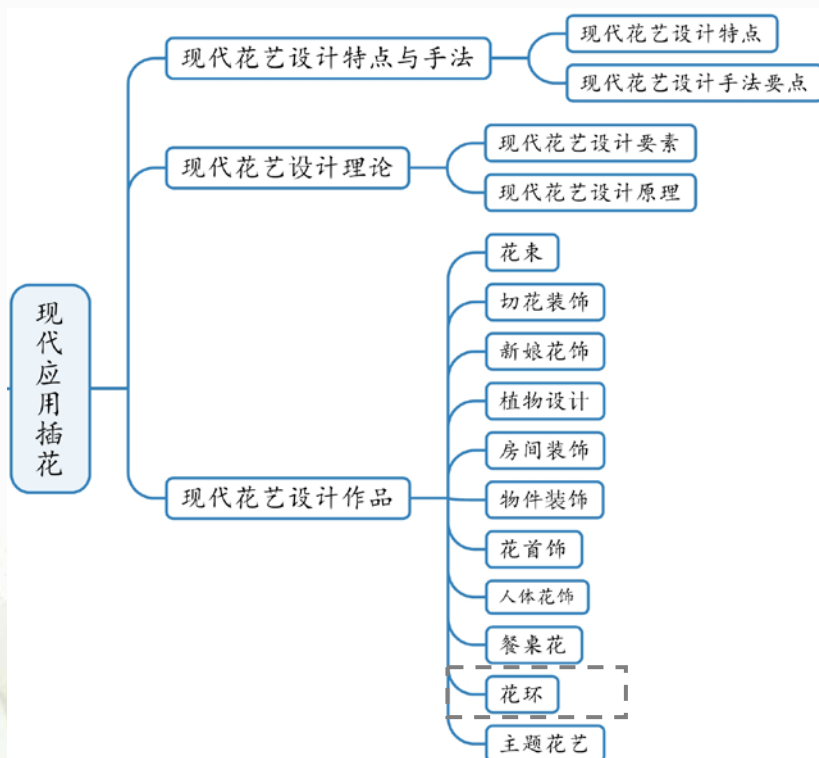 现代应用插花
现代花艺设计特点与手法
现代花艺设计特点
现代花艺设计手法要点
现代花艺设计理论
现代花艺设计要素
现代花艺设计原理
现代花艺设计作品
花束
切花装饰
新娘花饰
植物设计
房间装饰
物件装饰
花首饰
人体花饰
餐桌花
花环
主题花艺